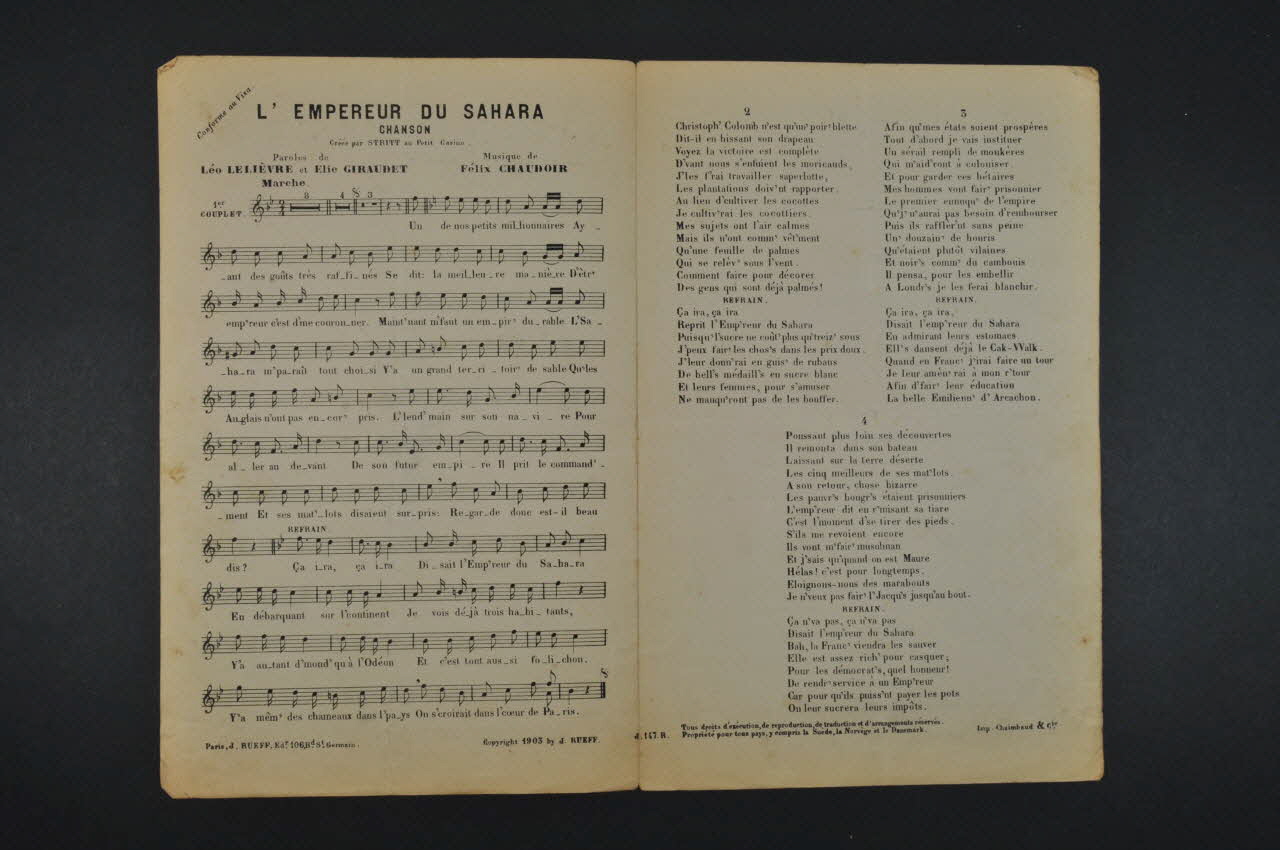 Conforme au Visa
L' EMPEREUR DU SAHARA
CHANSON
Créée par STRITT au Petit Casino.
Paroles de
Léo LELIÈVRE et Elie GIRAUDET
Musique de
Félix CHAUDOIR
Marche
1er COUPLET.
8 4 3
Un de nos petits mil_lionnaires Ay _
_ant des goûts très raf_fi_nés Se dit: la meil_leu_re ma_niè_re D'êtr'
emp'reur c'est d'me couron_ner. Maint'nant m'faut un em_pir' du_rable L'Sa _
_ha_ra m'pa_raît tout choi_si Y'a un grand ter_ri_toir' de sable Qu'les
An_glais n'ont pas en_cor' pris. L'lend'main sur son na_vi_re Pour
al_ler au de_vant De son futur em_pi_re Il prit le command'_
_ment Et ses mat'_lots disaient sur_pris: Re_gar_de donc est-il beau
REFRAIN.
dis? Ça i_ra, ça i_ra Di_sait l'Emp'reur du Sa_ha_ra
En débarquant sur l'continent Je vois dé_jà trois ha_bi_tants,
Y'a au_tant d'mond' qu'à l'Odéon Et c'est tout aus_si fo_li_chon.
Y'a mêm' des chameaux dans l'pa_ys On s'croirait dans l'cœur de Pa_ris.
Paris, J. RUEFF, Edr 106, Bd St Germain.
Copyright 1903 by J. RUEFF.
2
Christoph' Colomb n'est qu'un' poir' blette
Dit-il en hissant son drapeau
Voyez la victoire est complète
D'vant nous s'enfuient les moricauds,
J'les f'rai travailler saperlotte,
Les plantations doiv'nt rapporter.
Au lieu d'cultiver les cocottes
Je cultiv'rai les cocottiers.
Mes sujets ont l'air calmes
Mais ils n'ont comm' vêt'ment
Qu'une feuille de palmes
Qui se relèv' sous l'vent.
Comment faire pour décorer
Des gens qui sont déjà palmés!
REFRAIN.
Ça ira, ça ira
Reprit l'Emp'reur du Sahara
Puisqu'l'sucre ne coût' plus qu'treiz' sous
J'peux fair' les chos's dans les prix doux.
J'leur donn'rai en guis' de rubans
De bell's médaill's en sucre blanc
Et leurs femmes, pour s'amuser
Ne manqu'ront pas de les bouffer.
3
Afin qu'mes états soient prospères
Tout d'abord je vais instituer
Un sérail rempli de moukères
Qui m'aid'ront à coloniser.
Et pour garder ces hétaires
Mes hommes vont fair' prisonnier
Le premier eunuqu' de l'empire
Qu'j'n'aurai pas besoin d'rembourser
Puis ils raffler'nt sans peine
Un' douzain' de houris
Qu'étaient plutôt vilaines
Et noir's comm' du cambouis
Il pensa, pour les embellir
A Londr's je les ferai blanchir.
REFRAIN.
Ça ira, ça ira,
Disait l'emp'reur du Sahara
En admirant leurs estomacs
Ell's dansent déjà le Cak-Walk.
Quand en Franc' j'irai faire un tour
Je leur amèn'rai à mon r'tour
Afin d'fair' leur éducation
La belle Emilienn' d'Arcachon.
4
Poussant plus loin ses découvertes
Il remonta dans son bateau
Laissant sur la terre déserte
Les cinq meilleurs de ses mat'lots.
A son retour, chose bizarre
Les pauvr's bougr's étaient prisonniers
L'emp'reur dit en r'misant sa tiare
C'est l'moment d'se tirer des pieds.
S'ils me revoient encore
Ils vont m'fair' musulman
Et j'sais qu'quand on est Maure
Hélas! c'est pour longtemps.
Eloignons-nous des marabouts
Je n'veux pas fair' l'Jacqu's jusqu'au bout.
REFRAIN.
Ça n'va pas, ça n'va pas
Disait l'emp'reur du Sahara
Bah, la Franc' viendra les sauver
Elle est assez rich' pour casquer;
Pour les démocrat's, quel honneur!
De rendr' service à un Emp'reur
Car pour qu'ils puiss'nt payer les pots
On leur sucrera leurs impôts.
J. 147. R.
Tous droits d'exécution, de reproduction, de traduction et d'arrangements réservés.
Propriété pour tous pays, y compris la Suède, la Norvège et le Danemark.
Imp. Chaimbaud & Cie